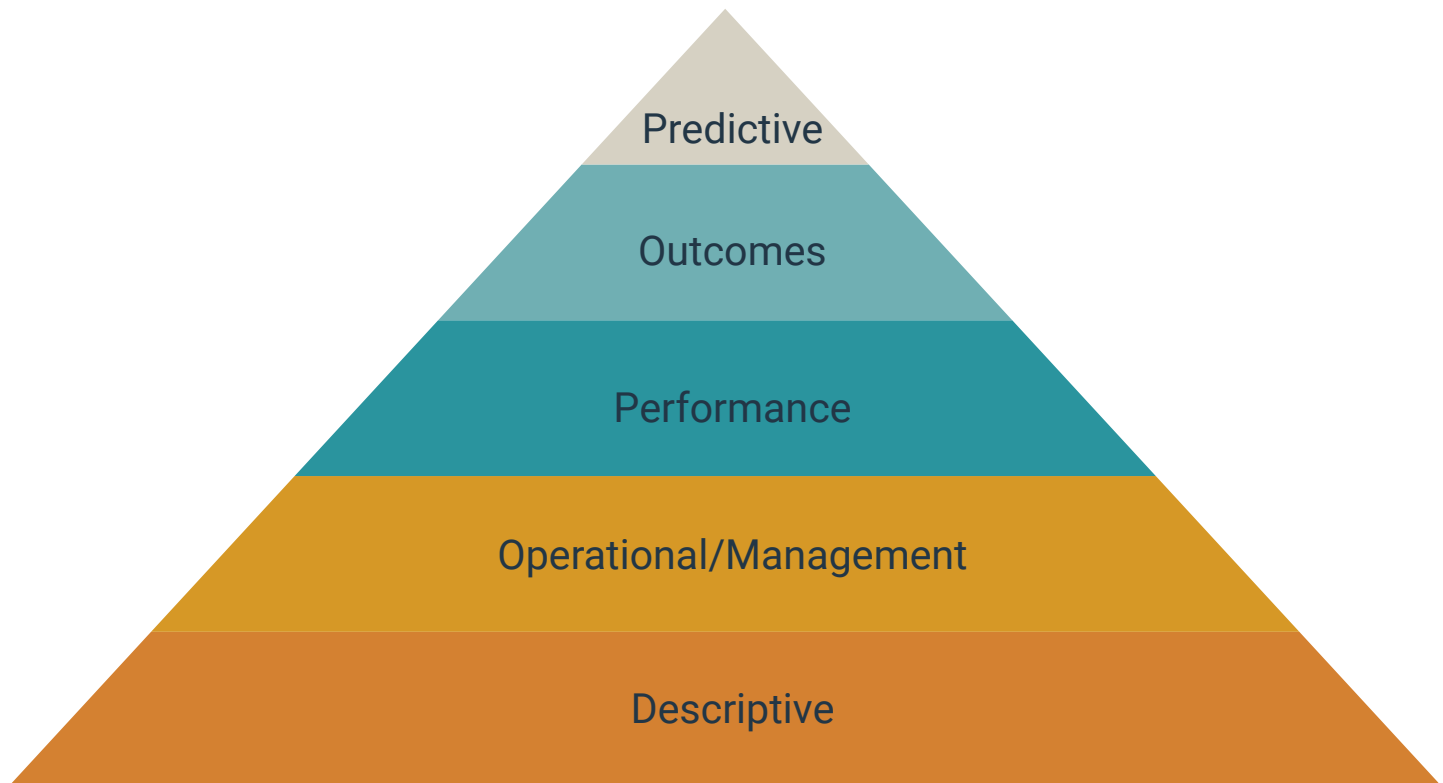 Predictive
Outcomes
Performance
Operational/Management
Descriptive